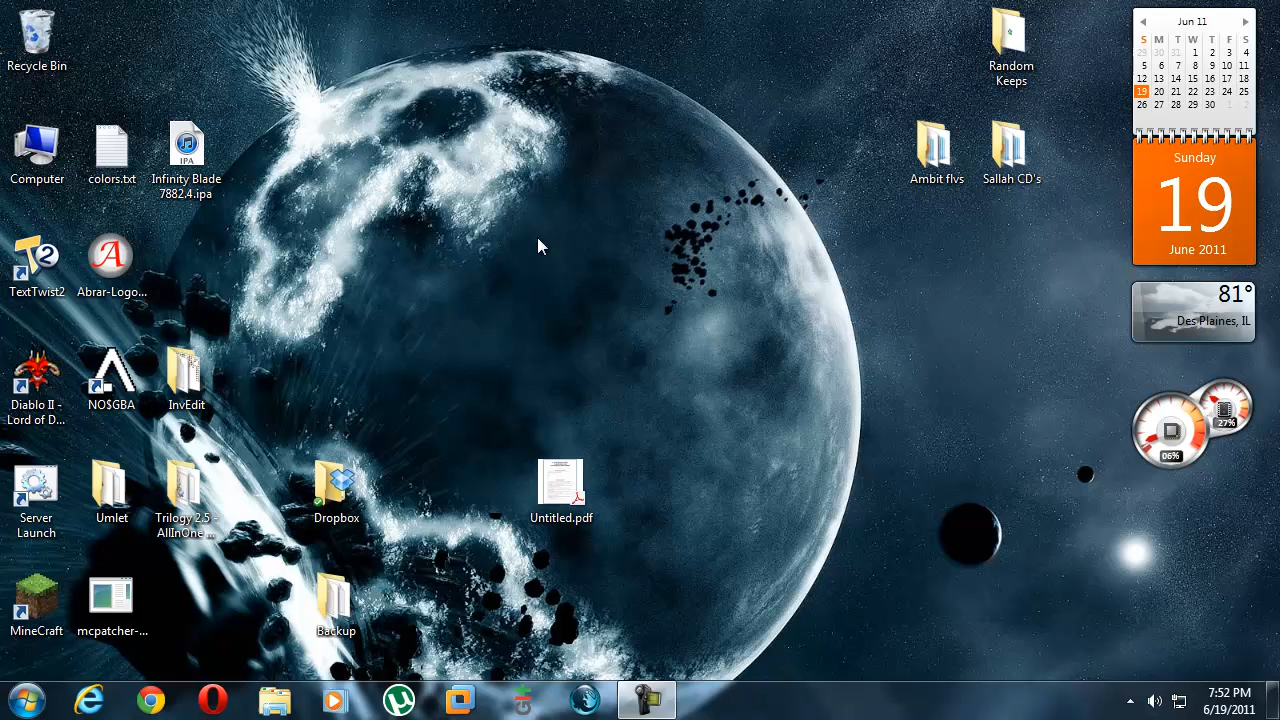 Recycle Bin
Computer
colors.txt
Infinity Blade
7882.4.ipa
IPA
TextTwist2
Abrar-Logo...
Diablo II -
Lord of D...
NO$GBA
InvEdit
Server
Launch
Umlet
Trilogy 2.5 -
AllInOne ...
Dropbox
Untitled.pdf
MineCraft
mcpatcher-...
Backup
Random
Keeps
Ambit flvs
Sallah CD's
Jun 11
S M T W T F S
29 30 31 1 2 3 4
5 6 7 8 9 10 11
12 13 14 15 16 17 18
19 20 21 22 23 24 25
26 27 28 29 30 1 2
Sunday
19
June 2011
81°
Des Plaines, IL
27%
06%
7:52 PM
6/19/2011